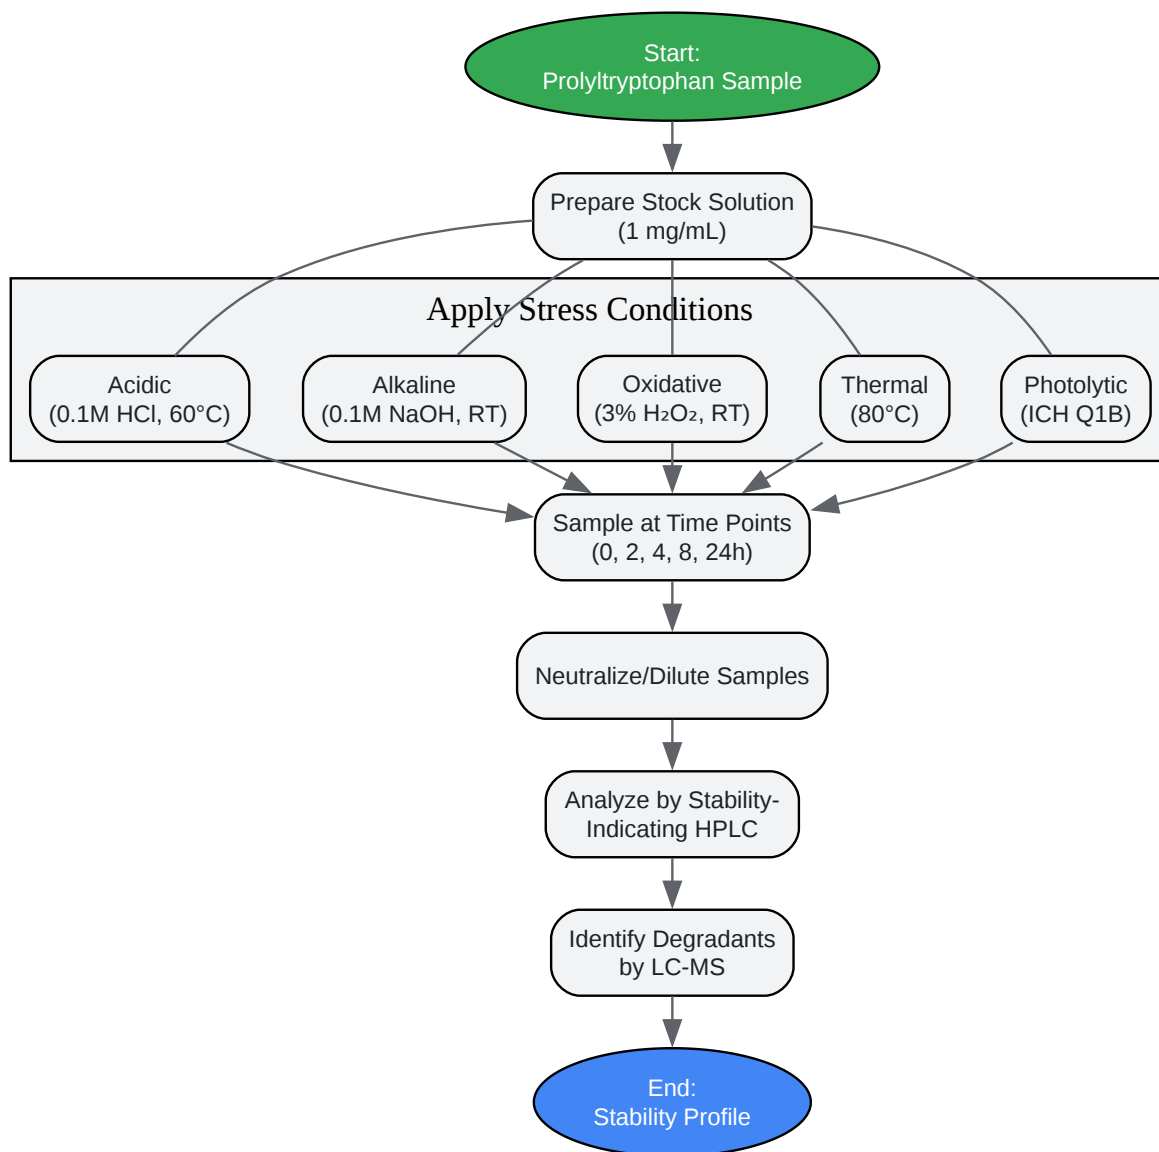 Start:
Prolyltryptophan Sample
Prepare Stock Solution
(1 mg/mL)
Apply Stress Conditions
Acidic
(0.1M HCl, 60°C)
Alkaline
(0.1M NaOH, RT)
Oxidative
(3% H₂O₂, RT)
Thermal
(80°C)
Photolytic
(ICH Q1B)
Sample at Time Points
(0, 2, 4, 8, 24h)
Neutralize/Dilute Samples
Analyze by Stability-
Indicating HPLC
Identify Degradants
by LC-MS
End:
Stability Profile